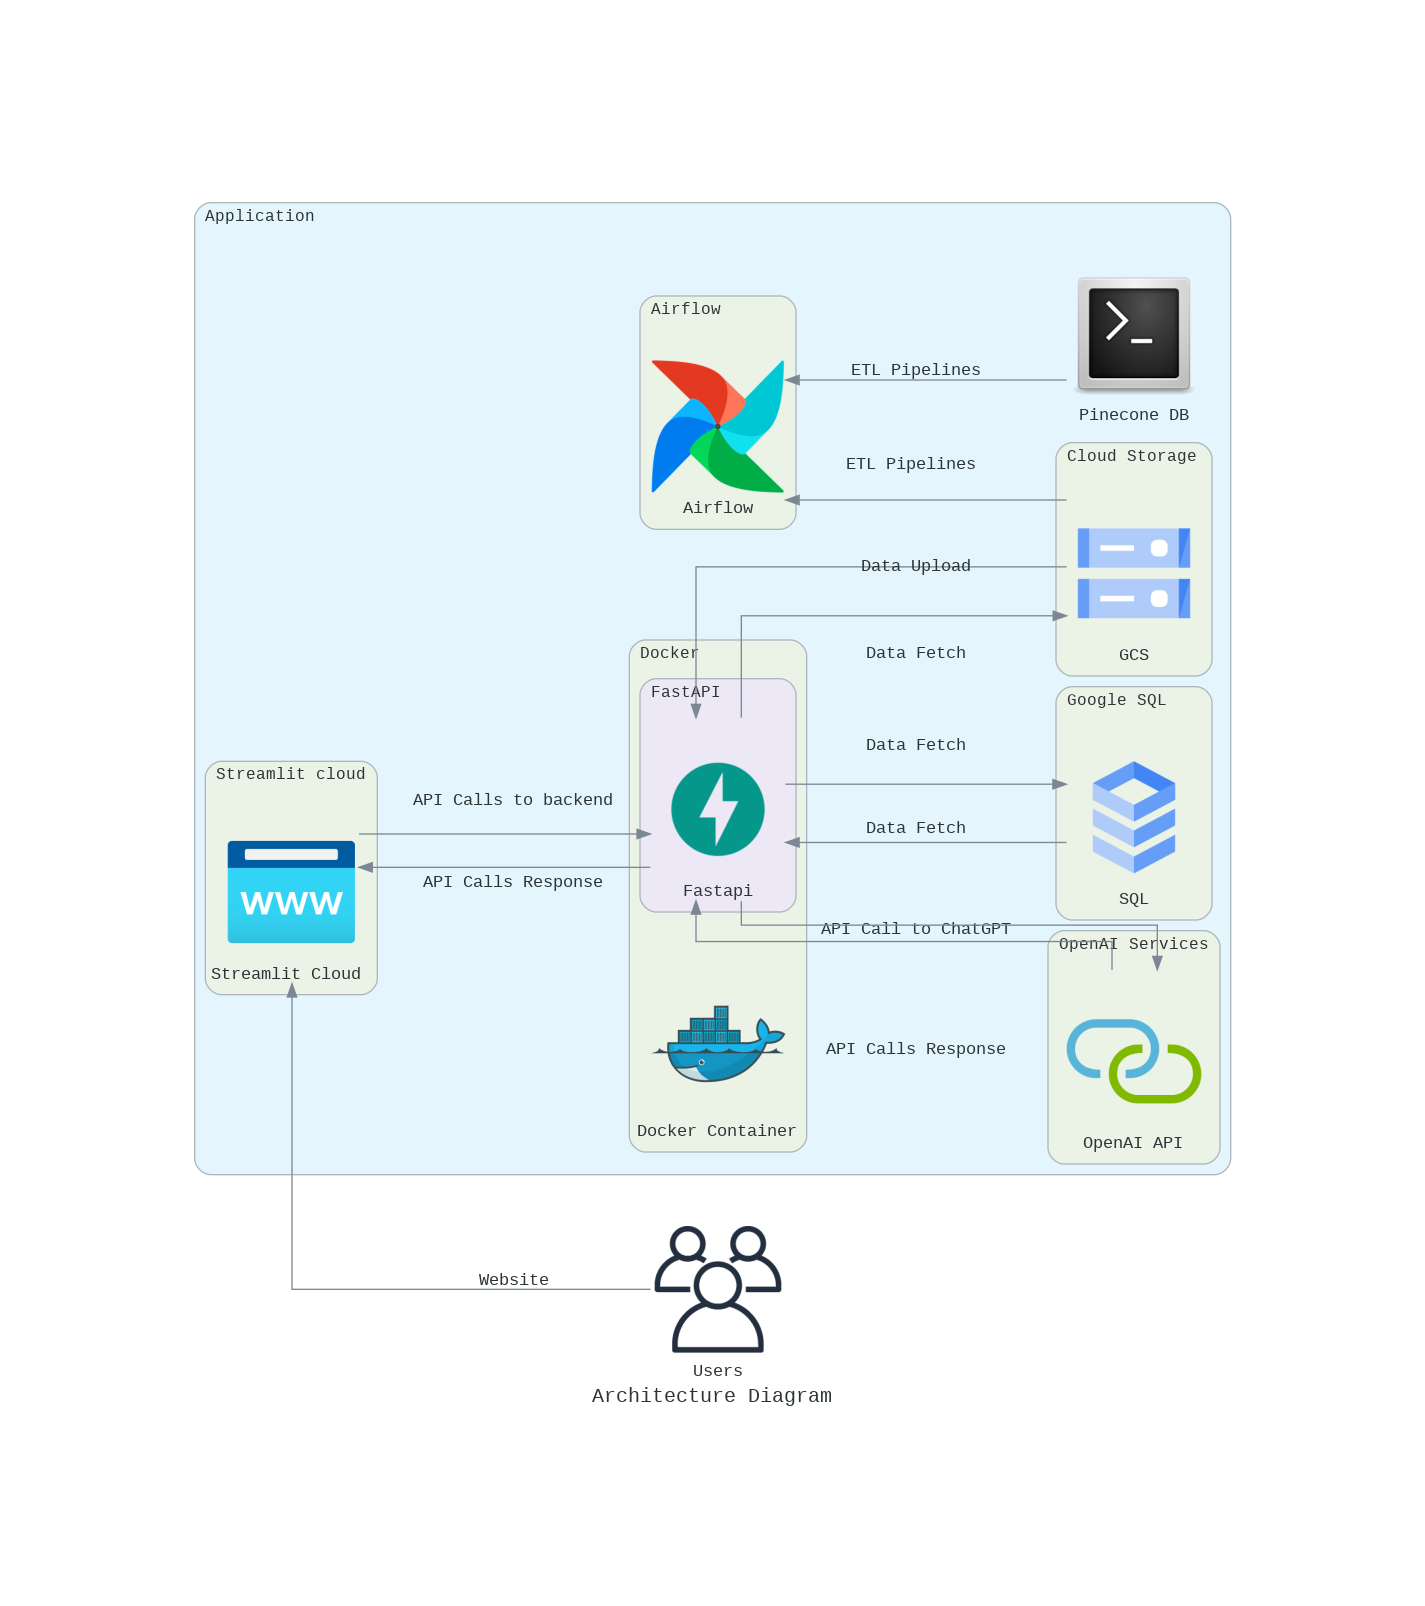 Application
Airflow
ETL Pipelines
Pinecone DB
Cloud Storage
ETL Pipelines
Airflow
Data Upload
Data Fetch
GCS
Docker
FastAPI
Google SQL
Data Fetch
Streamlit cloud
API Calls to backend
Data Fetch
API Calls Response
Fastapi
WWW
SQL
API Call to ChatGPT
OpenAI Services
Streamlit Cloud
API Calls Response
Docker Container
OpenAI API
Website
Users
Architecture Diagram